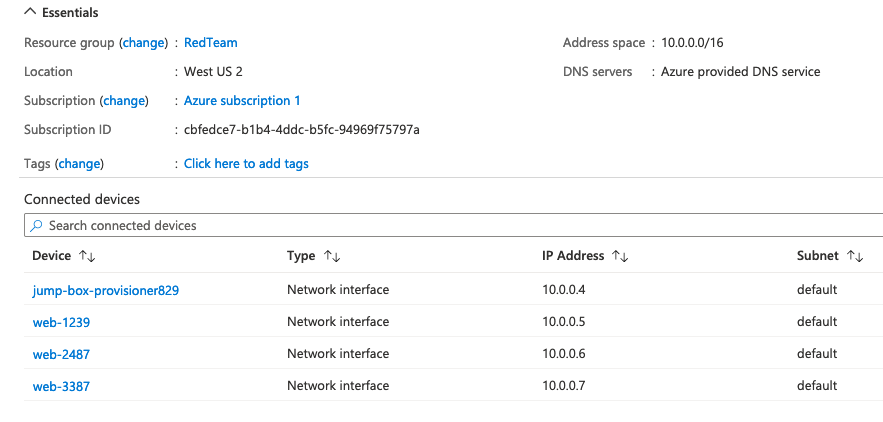 Essentials
Resource group (change) : RedTeam Address space : 10.0.0.0/16
Location : West US 2 DNS servers : Azure provided DNS service
Subscription (change) : Azure subscription 1
Subscription ID : cbfedce7-b1b4-4ddc-b5fc-94969f75797a
Tags (change) : Click here to add tags
Connected devices
Search connected devices
Device ↑↓ Type ↑↓ IP Address ↑↓ Subnet ↑↓
jump-box-provisioner829 Network interface 10.0.0.4 default
web-1239 Network interface 10.0.0.5 default
web-2487 Network interface 10.0.0.6 default
web-3387 Network interface 10.0.0.7 default